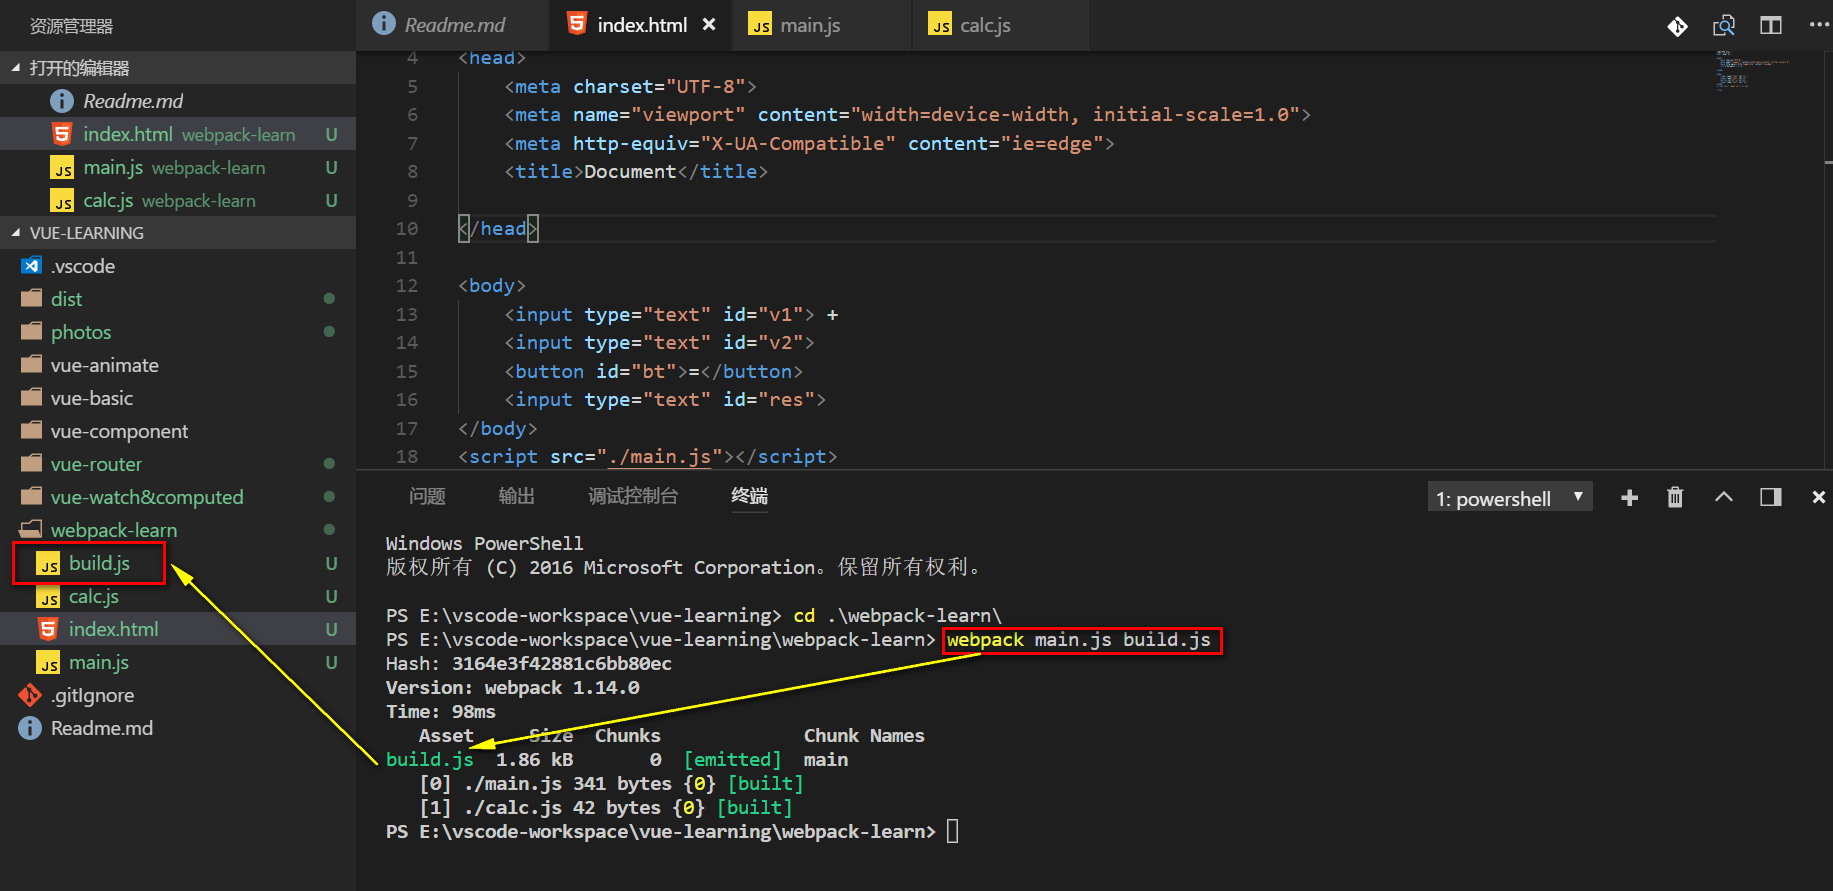 资源管理器
打开的编辑器
Readme.md
index.html webpack-learn U
main.js webpack-learn U
calc.js webpack-learn U
VUE-LEARNING
.vscode
dist
photos
vue-animate
vue-basic
vue-component
vue-router
vue-watch&computed
webpack-learn
JS build.js U
JS calc.js U
index.html U
JS main.js U
.gitIgnore
Readme.md
Readme.md index.html × JS main.js JS calc.js
4 <head>
5 <meta charset="UTF-8">
6 <meta name="viewport" content="width=device-width, initial-scale=1.0">
7 <meta http-equiv="X-UA-Compatible" content="ie=edge">
8 <title>Document</title>
9
10 </head>
11
12 <body>
13 <input type="text" id="v1"> +
14 <input type="text" id="v2">
15 <button id="bt">=</button>
16 <input type="text" id="res">
17 </body>
18 <script src="./main.js"></script>
问题 输出 调试控制台 终端 1: powershell
Windows PowerShell
版权所有 (C) 2016 Microsoft Corporation。保留所有权利。
PS E:\vscode-workspace\vue-learning> cd .\webpack-learn\
PS E:\vscode-workspace\vue-learning\webpack-learn> webpack main.js build.js
Hash: 3164e3f42881c6bb80ec
Version: webpack 1.14.0
Time: 98ms
Asset Size Chunks Chunk Names
build.js 1.86 kB 0 [emitted] main
[0] ./main.js 341 bytes {0} [built]
[1] ./calc.js 42 bytes {0} [built]
PS E:\vscode-workspace\vue-learning\webpack-learn>